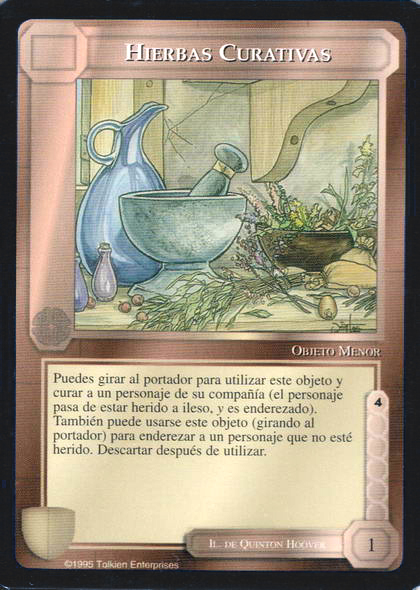 Hierbas Curativas
Objeto Menor
Puedes girar al portador para utilizar este objeto y
curar a un personaje de su compañía (el personaje
pasa de estar herido a ileso, y es enderezado).
También puede usarse este objeto (girando al
portador) para enderezar a un personaje que no esté
herido. Descartar después de utilizar.
4
Il. de Quinton Hoover
1
©1995 Tolkien Enterprises